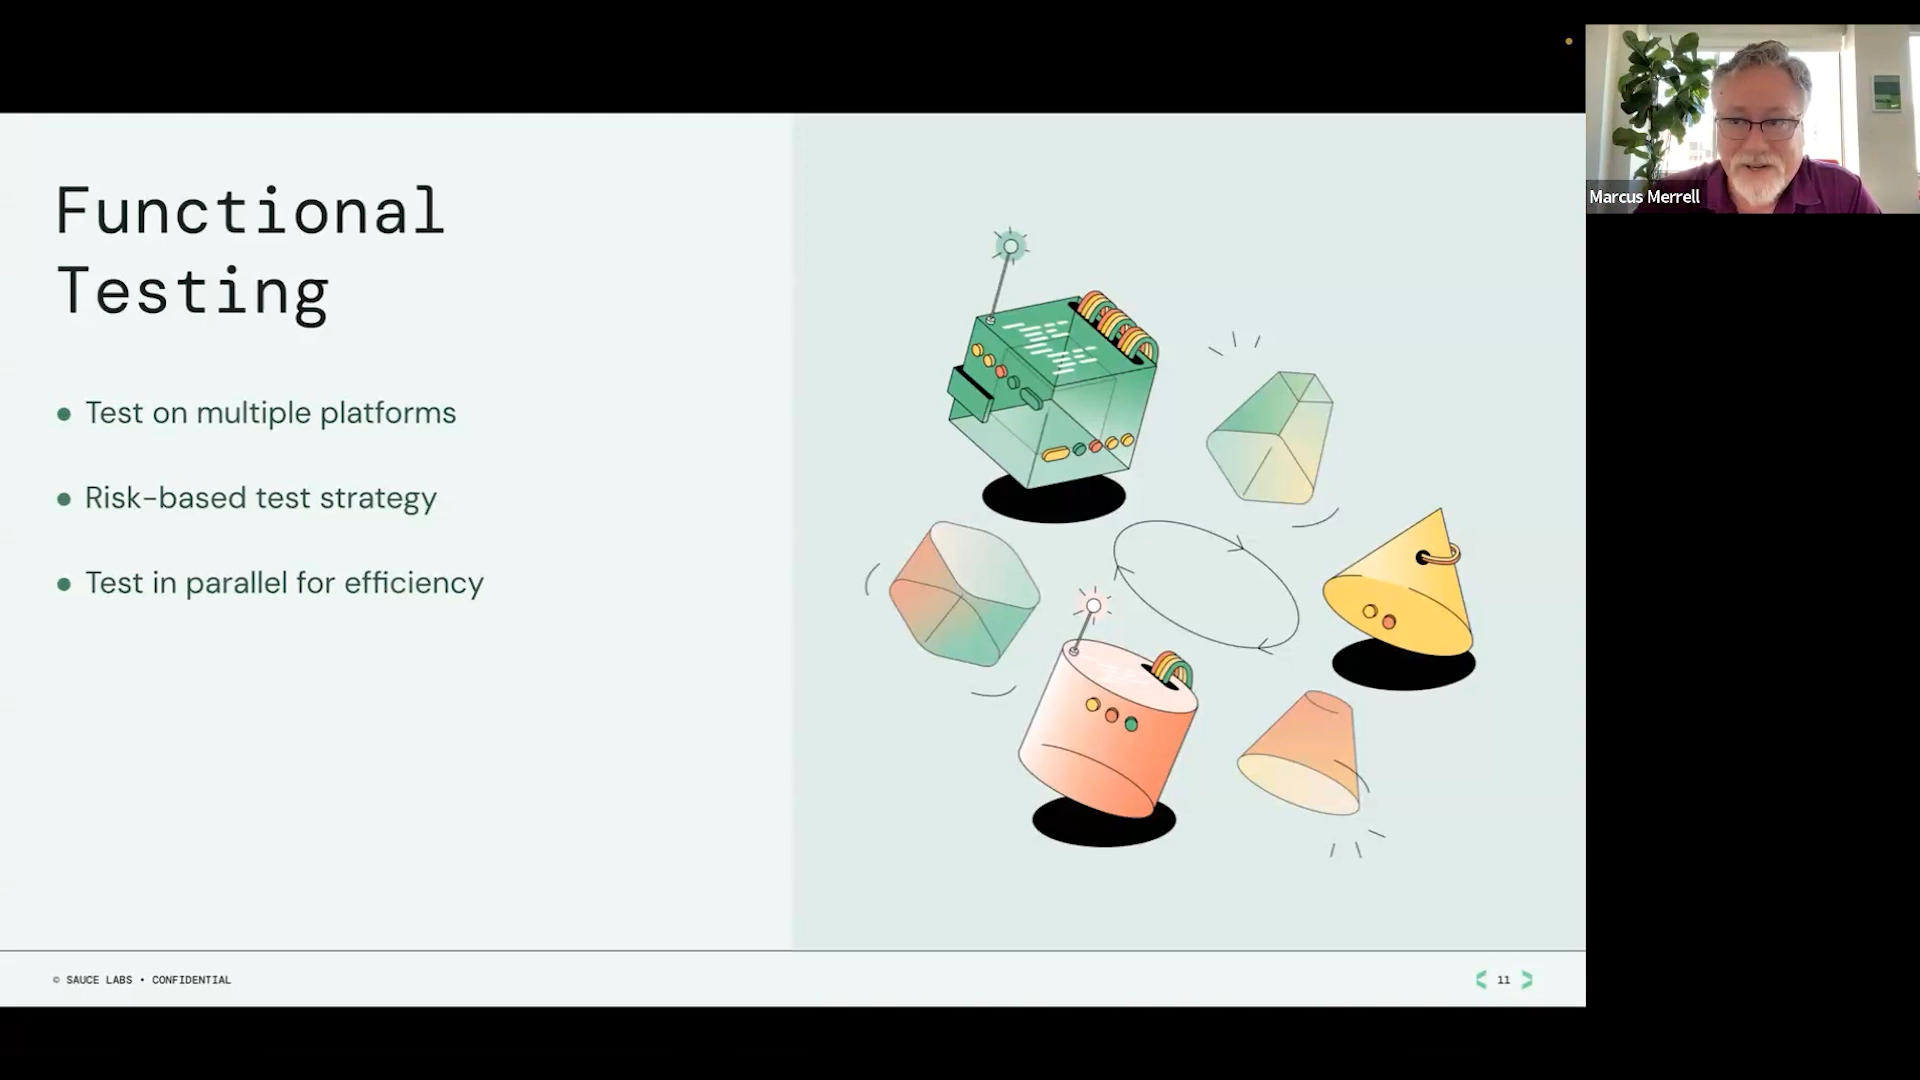 Functional
Testing
• Test on multiple platforms
• Risk-based test strategy
• Test in parallel for efficiency
© SAUCE LABS • CONFIDENTIAL
< 11 >
Marcus Merrell